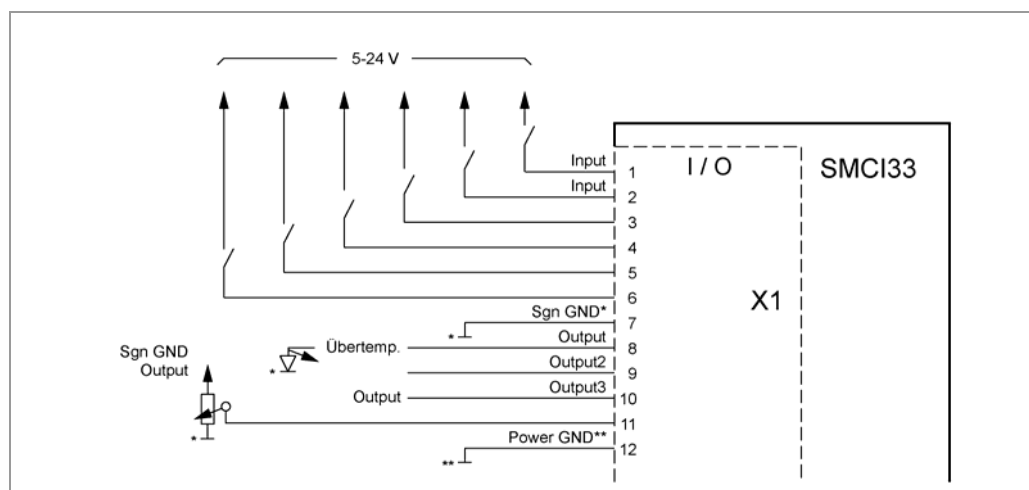 5-24 V
Input
1
I / O
SMCI33
Input
2
3
4
5
6
X1
Sgn GND*
7
*
Output
8
Übertemp.
*
Output2
9
Sgn GND
Output
Output3
10
Output
11
*
Power GND**
12
**